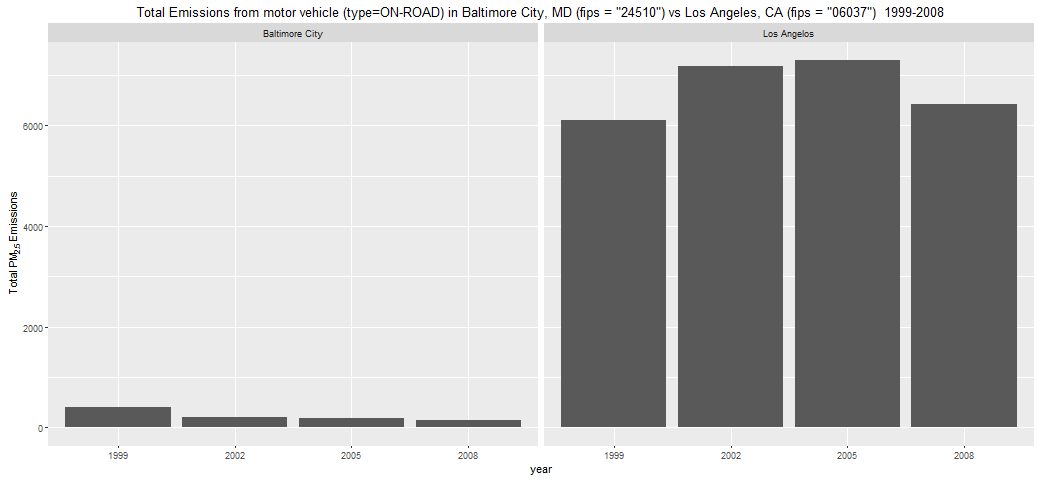 Total Emissions from motor vehicle (type=ON-ROAD) in Baltimore City, MD (fips = "24510") vs Los Angeles, CA (fips = "06037")  1999-2008
Baltimore City
Los Angelos
Total PM2.5 Emissions
6000
4000
2000
0
1999
2002
2005
2008
1999
2002
2005
2008
year